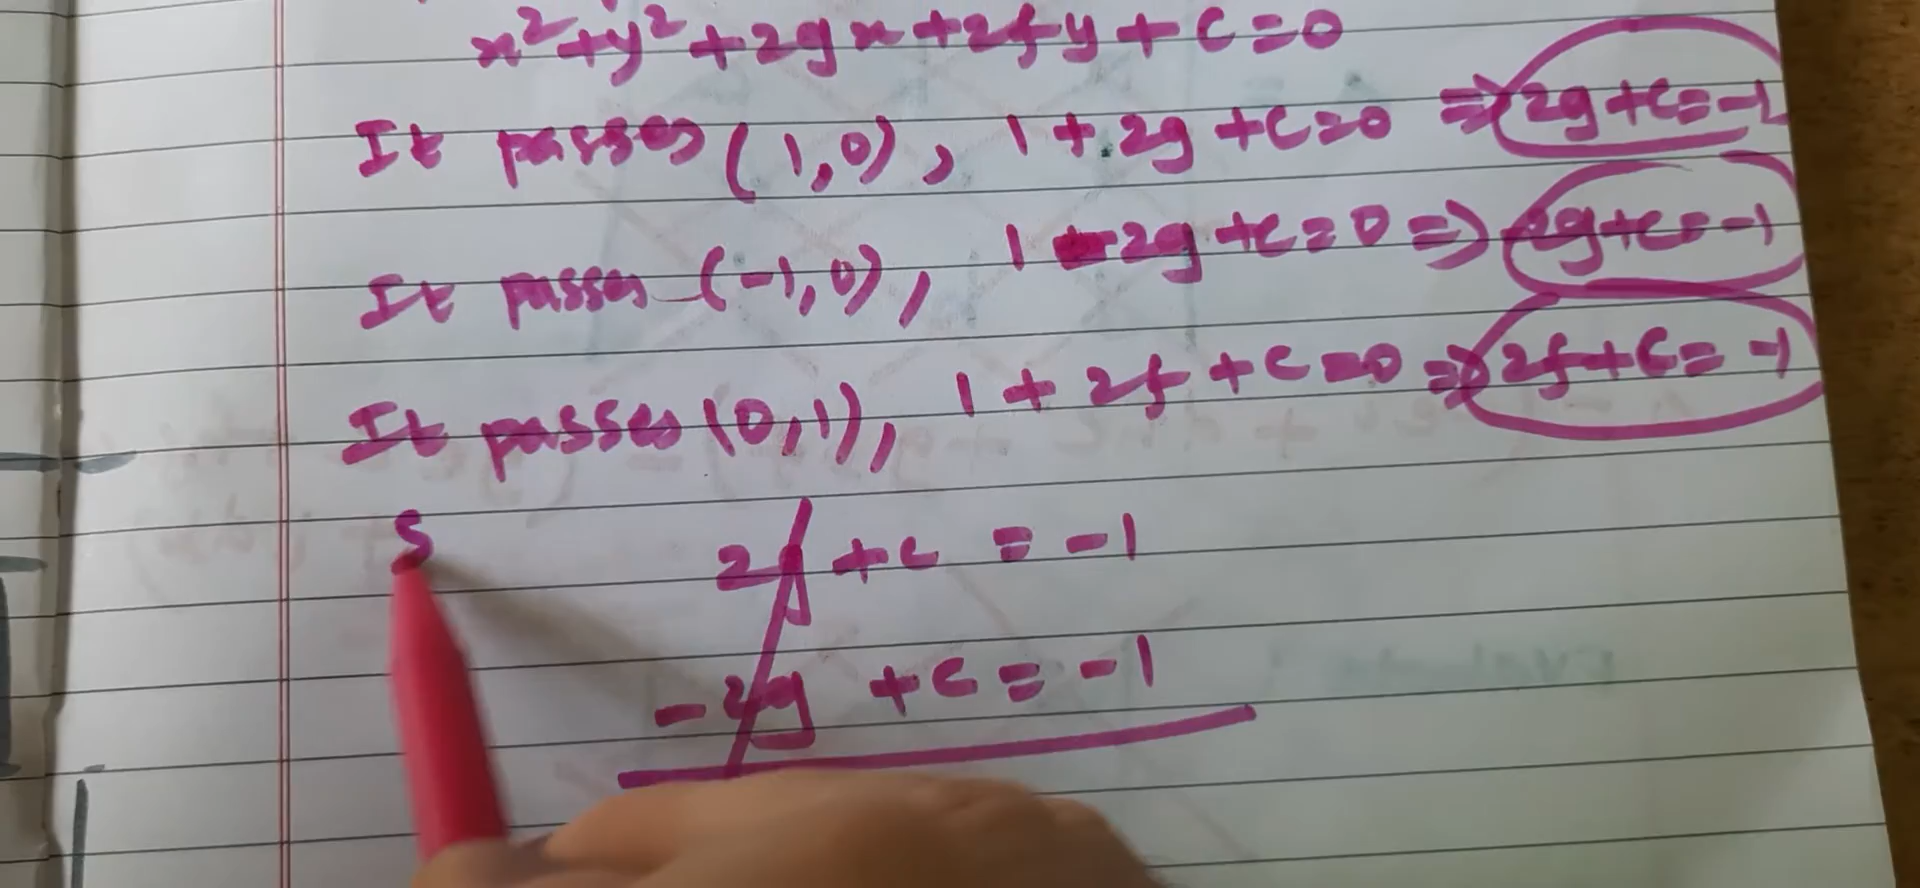 x²+y²+2gx+2fy+c=0
It passes (1,0), 1+2g+c=0 ⇒ 2g+c=-1
It passes (-1,0), 1-2g+c=0 ⇒ -2g+c=-1
It passes (0,1), 1+2f+c=0 ⇒ 2f+c=-1
S 2g+c = -1
-2g +c = -1